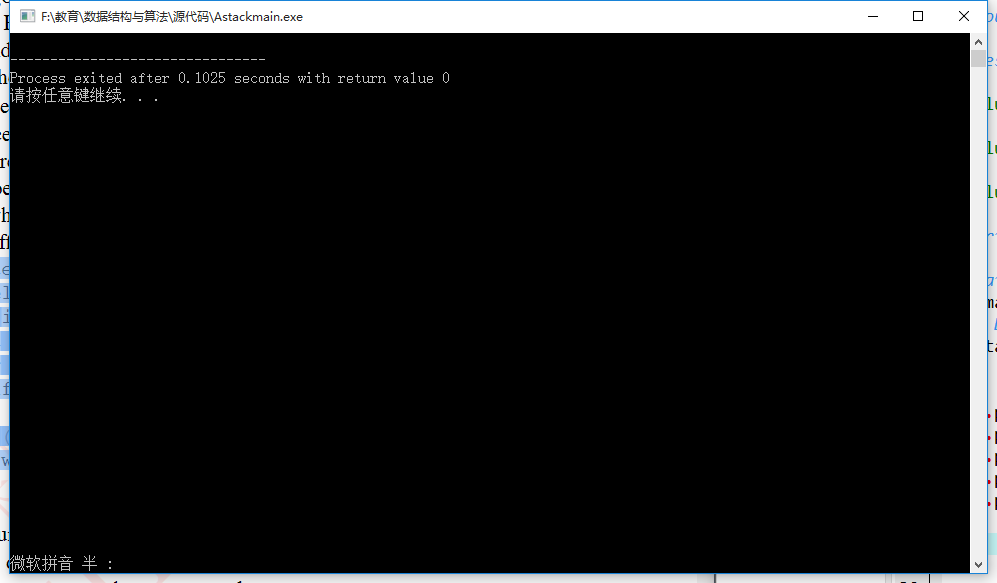 F:\教育\数据结构与算法\源代码\Astackmain.exe
--------------------------------
Process exited after 0.1025 seconds with return value 0
请按任意键继续. . .
微软拼音 半 :